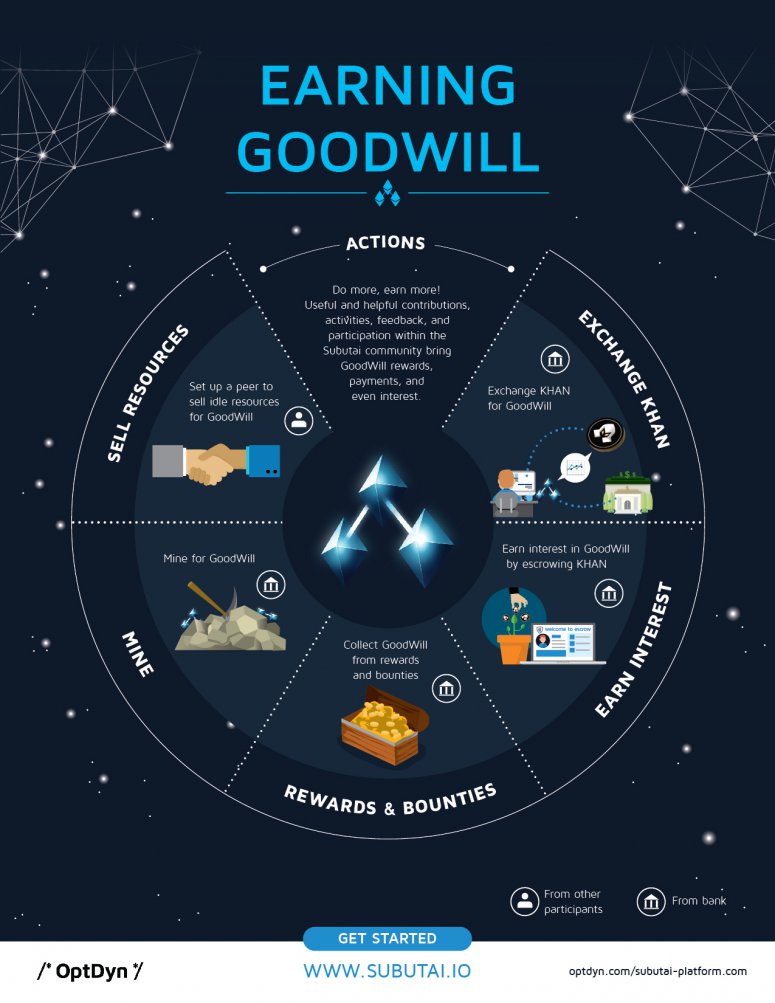 EARNING
GOODWILL
ACTIONS
Do more, earn more!
Useful and helpful contributions,
activities, feedback, and
participation within the
Subutai community bring
GoodWill rewards,
payments, and
even interest.
EXCHANGE KHAN
Exchange KHAN
for GoodWill
$
EARN INTEREST
Earn interest in GoodWill
by escrowing KHAN
welcome to escrow
REWARDS & BOUNTIES
Collect GoodWill
from rewards
and bounties
MINE
Mine for GoodWill
SELL RESOURCES
Set up a peer to
sell idle resources
for GoodWill
From other
participants
From bank
GET STARTED
/* OptDyn */
WWW.SUBUTAI.IO
optdyn.com/subutai-platform.com